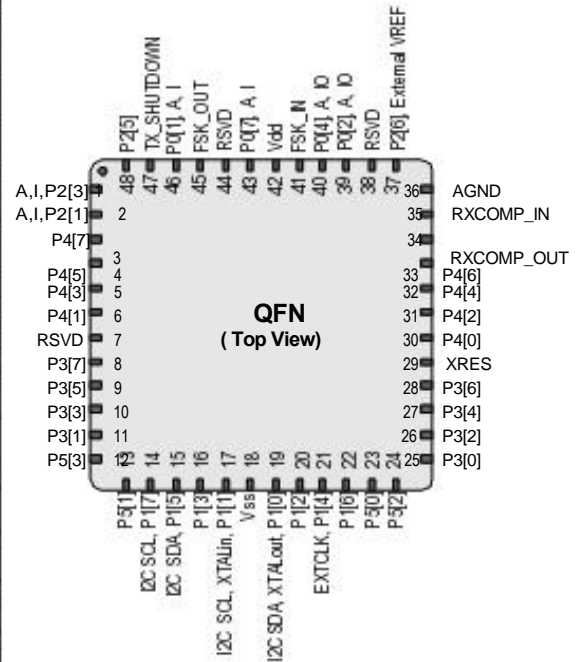 P2[5]
TX_SHUTDOWN
P0[1], A, I
FSK_OUT
RSVD
P0[7], A, I
Vdd
FSK_IN
P0[4], A, IO
P0[2], A, IO
RSVD
P2[6], External VREF
48
47
46
45
44
43
42
41
40
39
38
37
A,I,P2[3] 1
A,I,P2[1] 2
P4[7] 3
P4[5] 4
P4[3] 5
P4[1] 6
RSVD 7
P3[7] 8
P3[5] 9
P3[3] 10
P3[1] 11
P5[3] 12
QFN
( Top View)
36 AGND
35 RXCOMP_IN
34 RXCOMP_OUT
33 P4[6]
32 P4[4]
31 P4[2]
30 P4[0]
29 XRES
28 P3[6]
27 P3[4]
26 P3[2]
25 P3[0]
13
14
15
16
17
18
19
20
21
22
23
24
P5[1]
I2C SCL, P1[7]
I2C SDA, P1[5]
P1[3]
I2C SCL, XTALin, P1[1]
Vss
I2C SDA, XTALout, P1[0]
P1[2]
EXTCLK, P1[4]
P1[6]
P5[0]
P5[2]